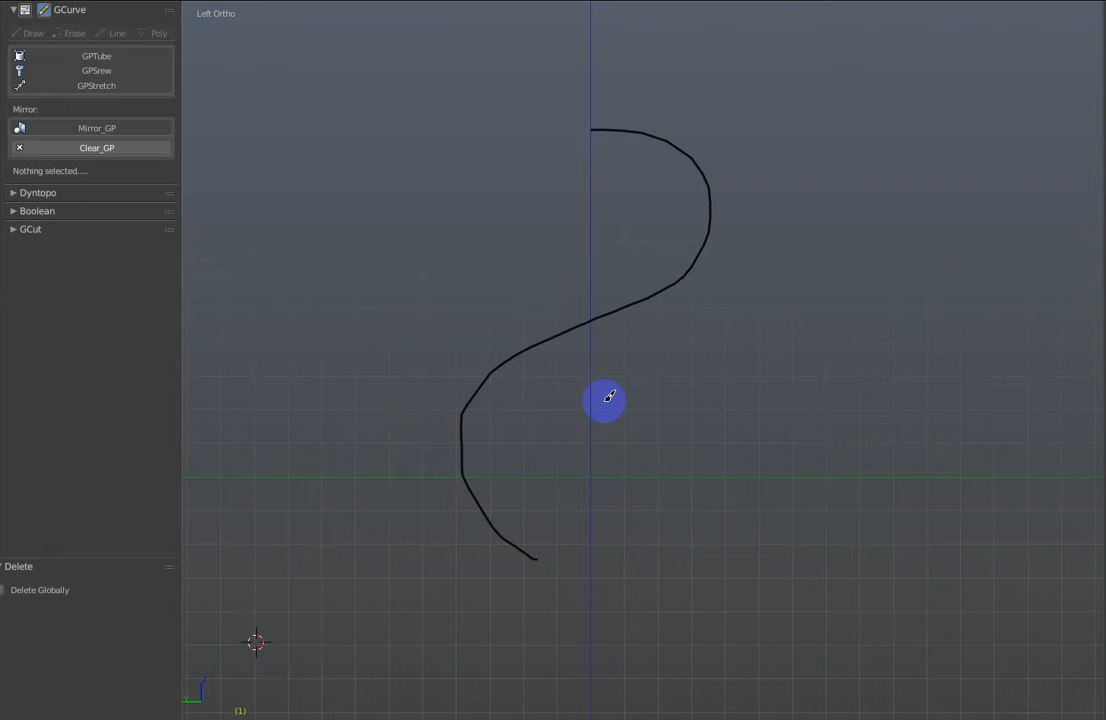 GCurve
Left Ortho
Draw Erase Line Poly
GPTube
GPSrew
GPStretch
Mirror:
Mirror_GP
Clear_GP
Nothing selected.....
Dyntopo
Boolean
GCut
Delete
Delete Globally
(1)